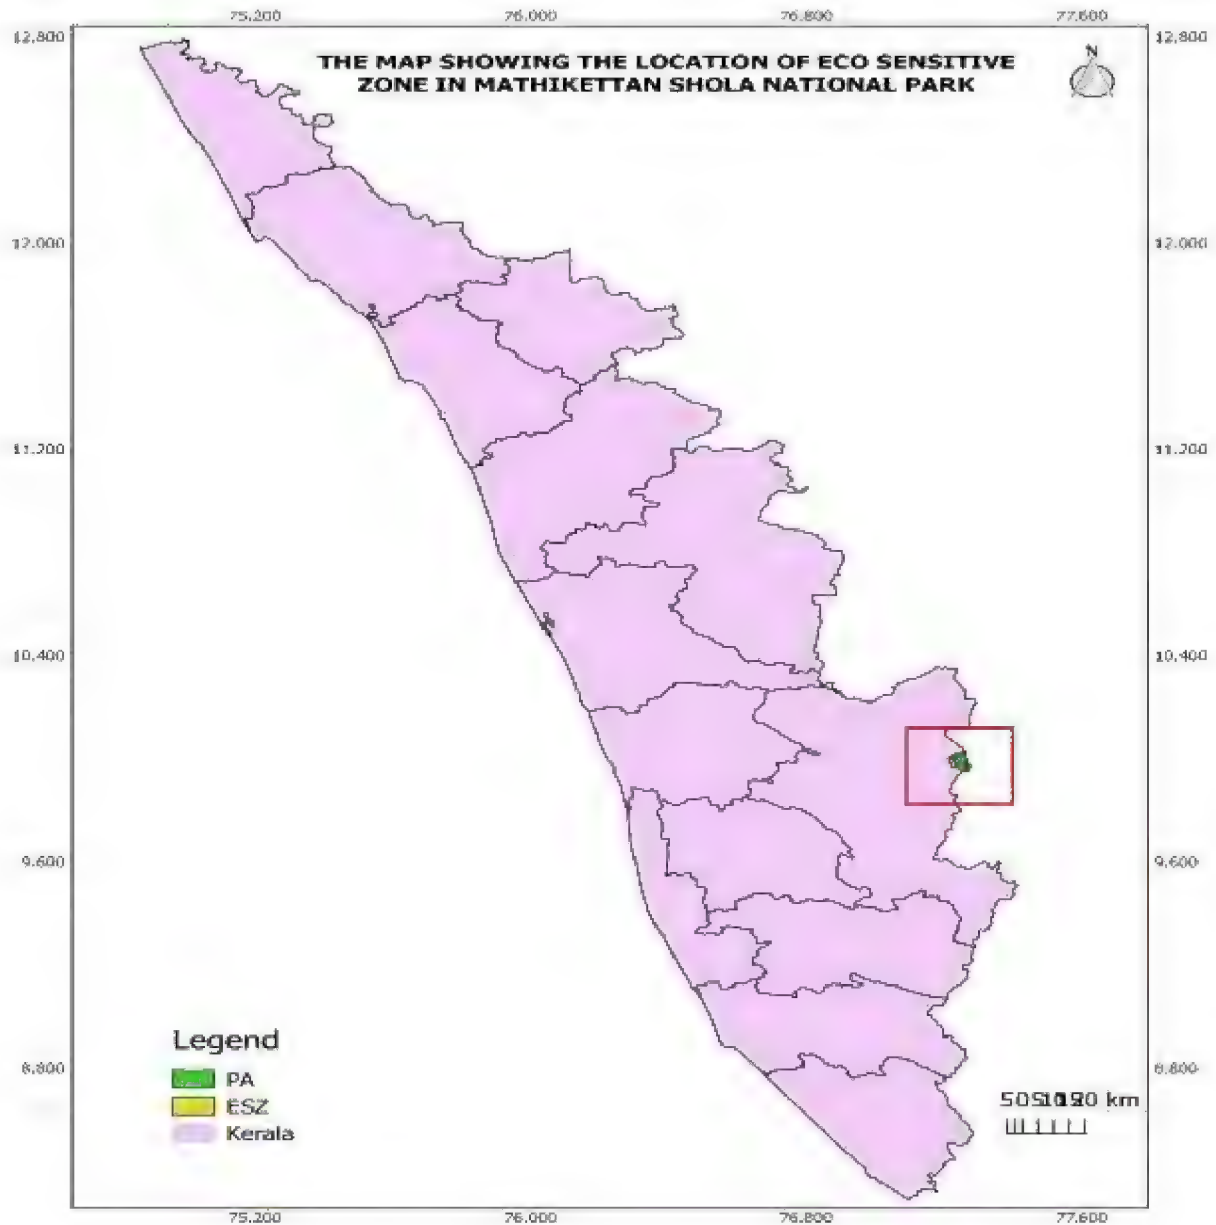 75.200 76.000 76.800 77.600
12.800 12.800
THE MAP SHOWING THE LOCATION OF ECO SENSITIVE
ZONE IN MATHIKETTAN SHOLA NATIONAL PARK
N
12.000 12.000
11.200 11.200
10.400 10.400
9.600 9.600
Legend
8.800 8.800
PA
ESZ
Kerala
km
75.200 76.000 76.800 77.600